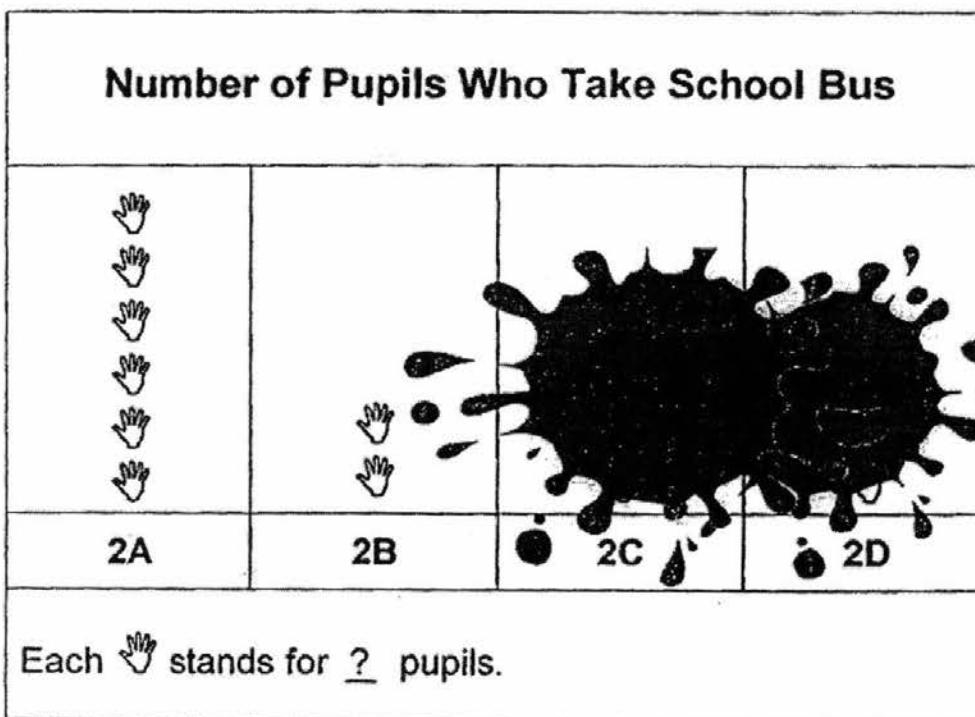 Number of Pupils Who Take School Bus
2A 2B 2C 2D
Each stands for ? pupils.